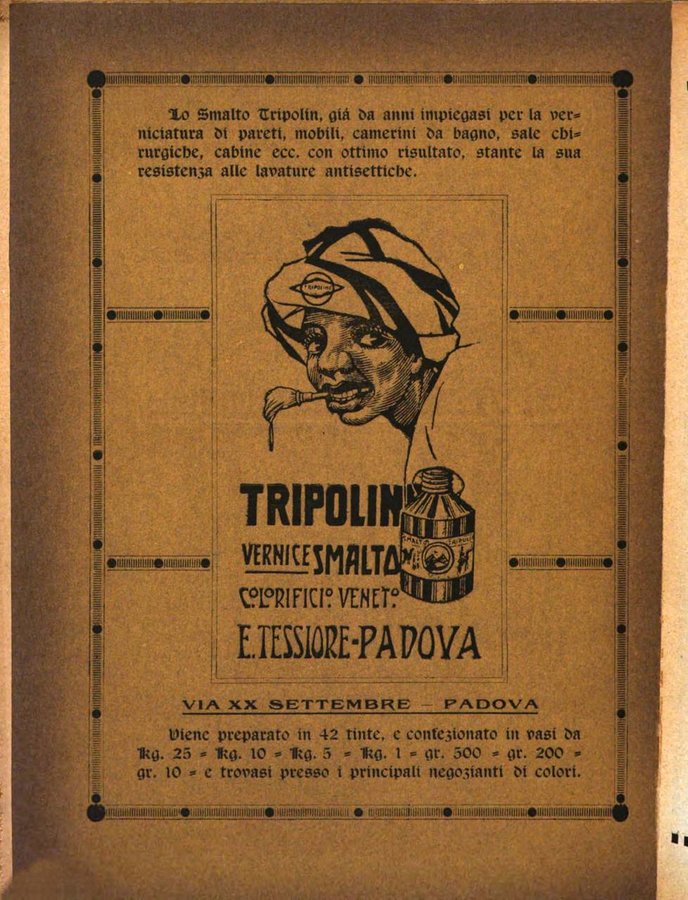 Lo Smalto Tripolin, giá da anni impiegasi per la ver=
niciatura di pareti, mobili, camerini da bagno, sale chi=
rurgiche, cabine ecc. con ottimo risultato, stante la sua
resistenza alle lavature antisettiche.
TRIPOLINE
TRIPOLIN
VERNICE SMALTO
SMALTO TRIPOLIN
COLORIFICIO VENETO
E. TESSIORE-PADOVA
VIA XX SETTEMBRE – PADOVA
Viene preparato in 42 tinte, e confezionato in vasi da
Kg. 25 = Kg. 10 = Kg. 5 = Kg. 1 = gr. 500 = gr. 200 =
gr. 10 = e trovasi presso i principali negozianti di colori.